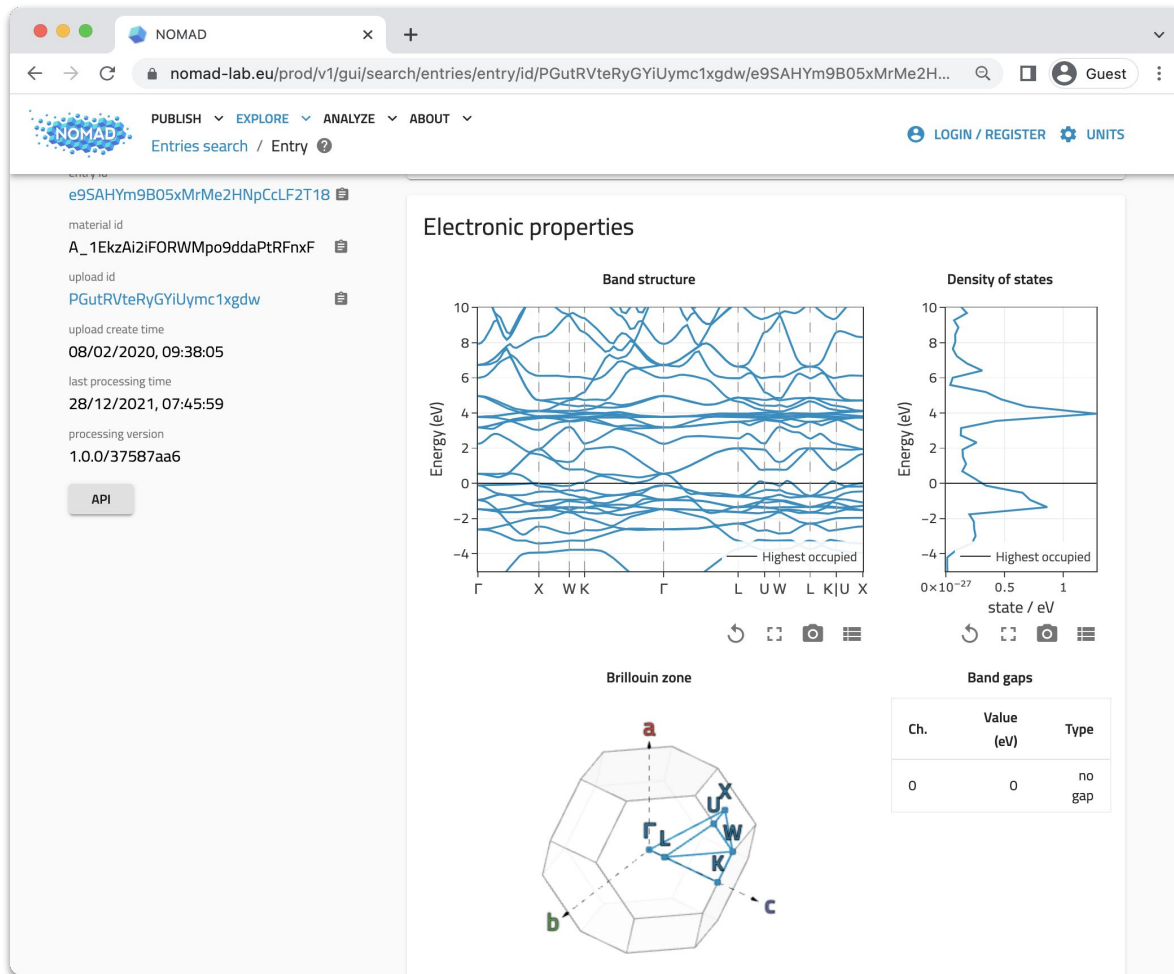 NOMAD
nomad-lab.eu/prod/v1/gui/search/entries/entry/id/PGutRVteRyGYiUymc1xgdw/e9SAHYm9B05xMrMe2H...
Guest
NOMAD
PUBLISH EXPLORE ANALYZE ABOUT
Entries search / Entry ?
LOGIN / REGISTER UNITS
entry id
e9SAHYm9B05xMrMe2HNpCcLF2T18
material id
A_1EkzAi2iFORWMpo9ddaPtRFnxF
upload id
PGutRVteRyGYiUymc1xgdw
upload create time
08/02/2020, 09:38:05
last processing time
28/12/2021, 07:45:59
processing version
1.0.0/37587aa6
API
Electronic properties
Band structure
Energy (eV)
10
8
6
4
2
0
−2
−4
Highest occupied
Γ X W K Γ L U W L K|U X
Density of states
Energy (eV)
10
8
6
4
2
0
−2
−4
Highest occupied
0×10⁻²⁷ 0.5 1
state / eV
Brillouin zone
a
X
U
Γ
L
W
K
c
b
Band gaps
Ch. Value (eV) Type
0 0 no gap